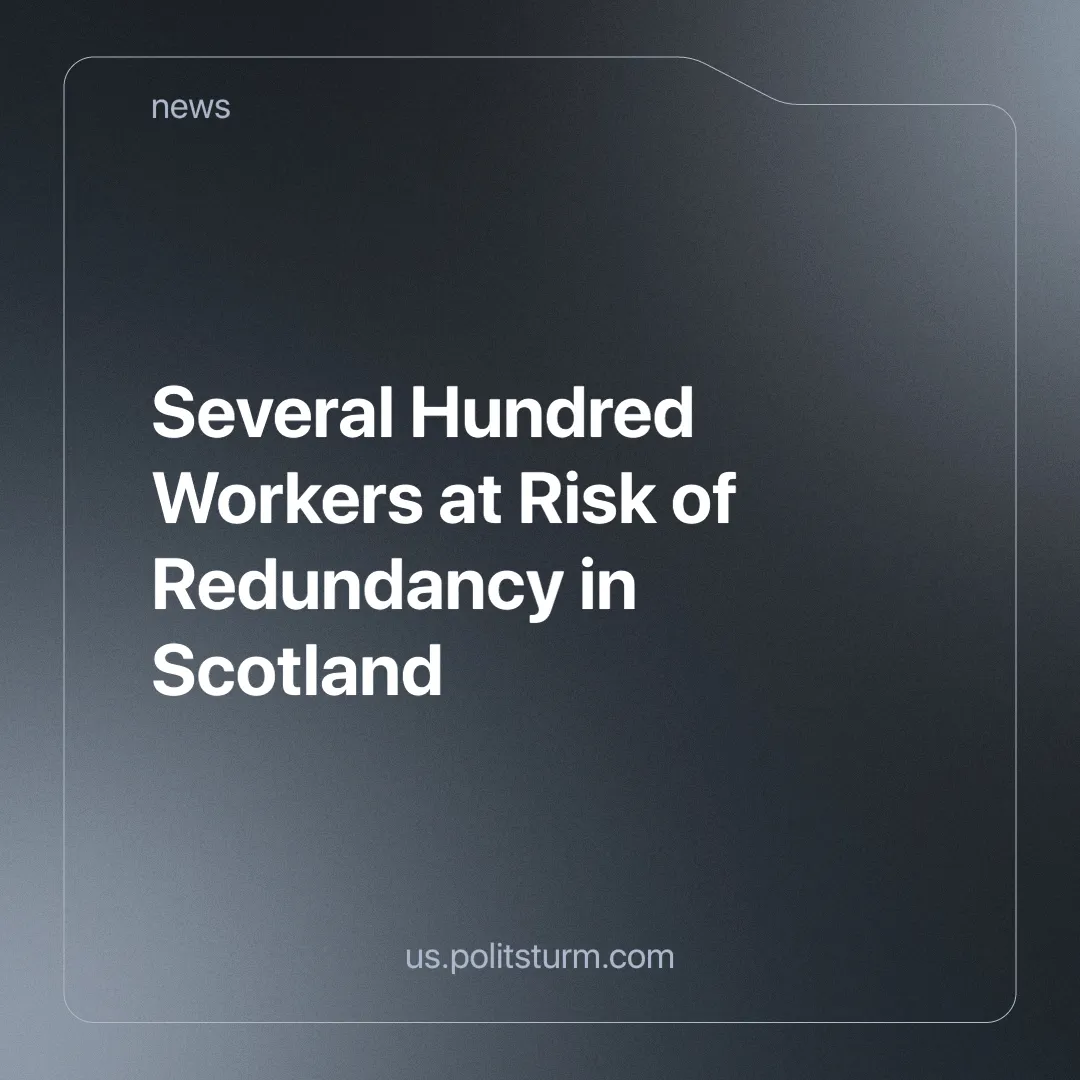 news
Several Hundred
Workers at Risk of
Redundancy in
Scotland
us.politsturm.com